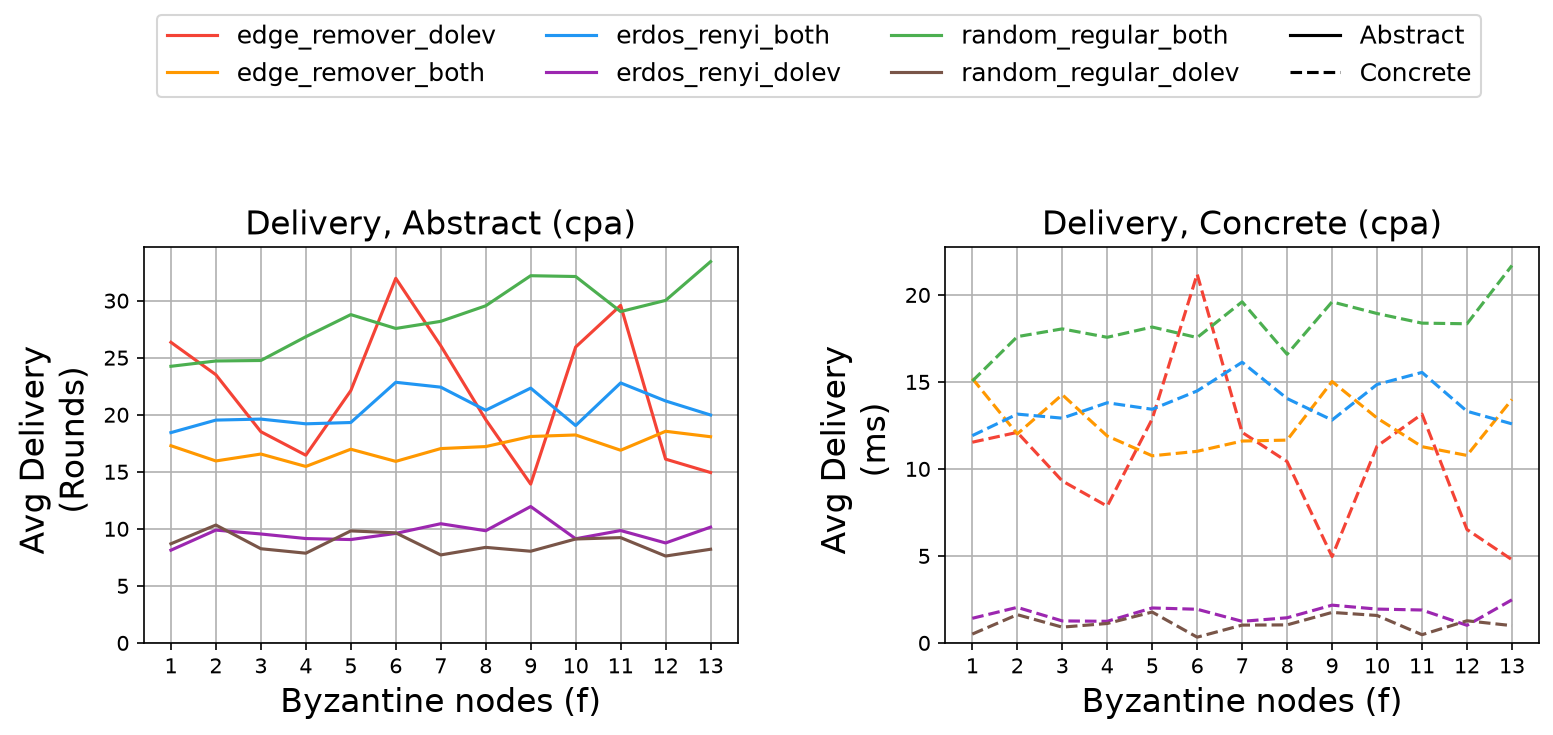 edge_remover_dolev erdos_renyi_both random_regular_both Abstract
edge_remover_both erdos_renyi_dolev random_regular_dolev Concrete
Delivery, Abstract (cpa)
Avg Delivery
(Rounds)
30
25
20
15
10
5
0
1 2 3 4 5 6 7 8 9 10 11 12 13
Byzantine nodes (f)
Delivery, Concrete (cpa)
Avg Delivery
(ms)
20
15
10
5
0
1 2 3 4 5 6 7 8 9 10 11 12 13
Byzantine nodes (f)